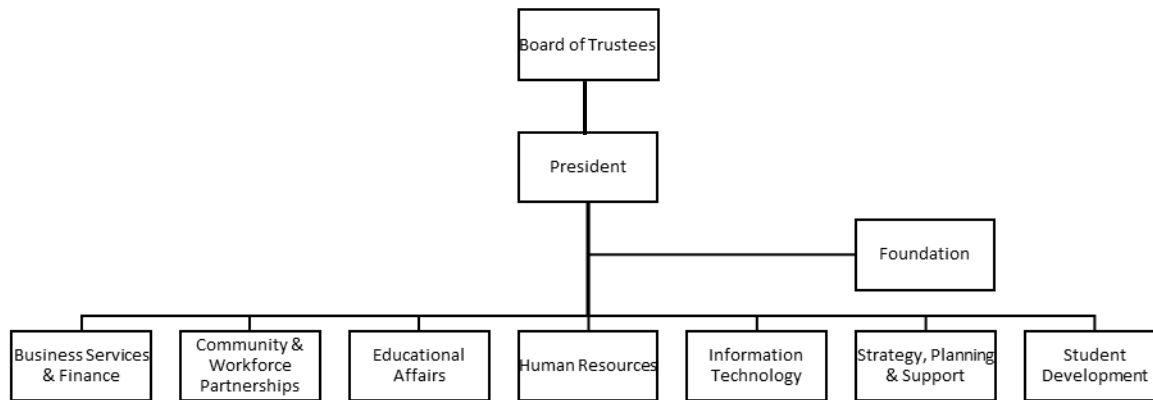 Board of Trustees
President
Foundation
Business Services
& Finance
Community &
Workforce
Partnerships
Educational
Affairs
Human Resources
Information
Technology
Strategy, Planning
& Support
Student
Development